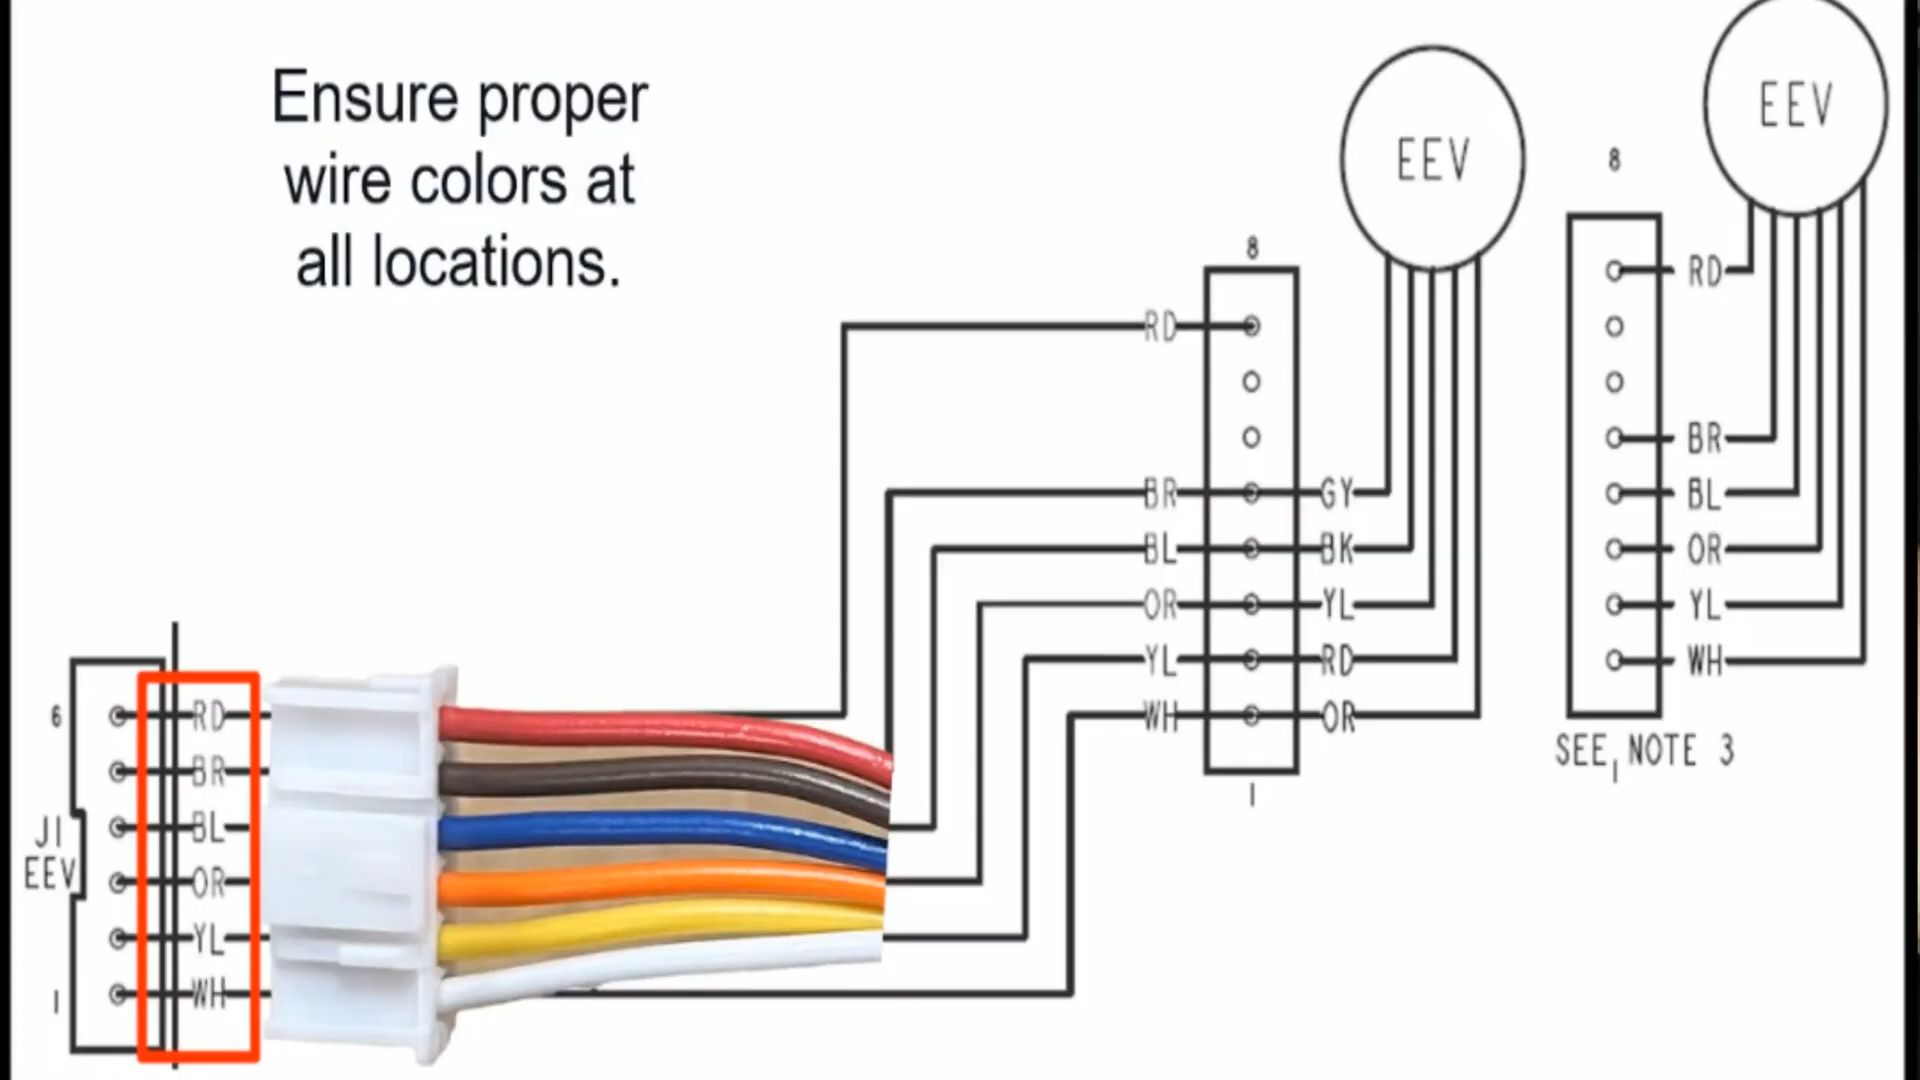 Ensure proper
wire colors at
all locations.
EEV
EEV
8
8
RD
RD
BR
GY
BR
BL
BK
BL
OR
YL
OR
YL
RD
YL
WH
OR
WH
SEE NOTE 3
1
1
6
RD
BR
BL
J1
EEV
OR
YL
WH
1